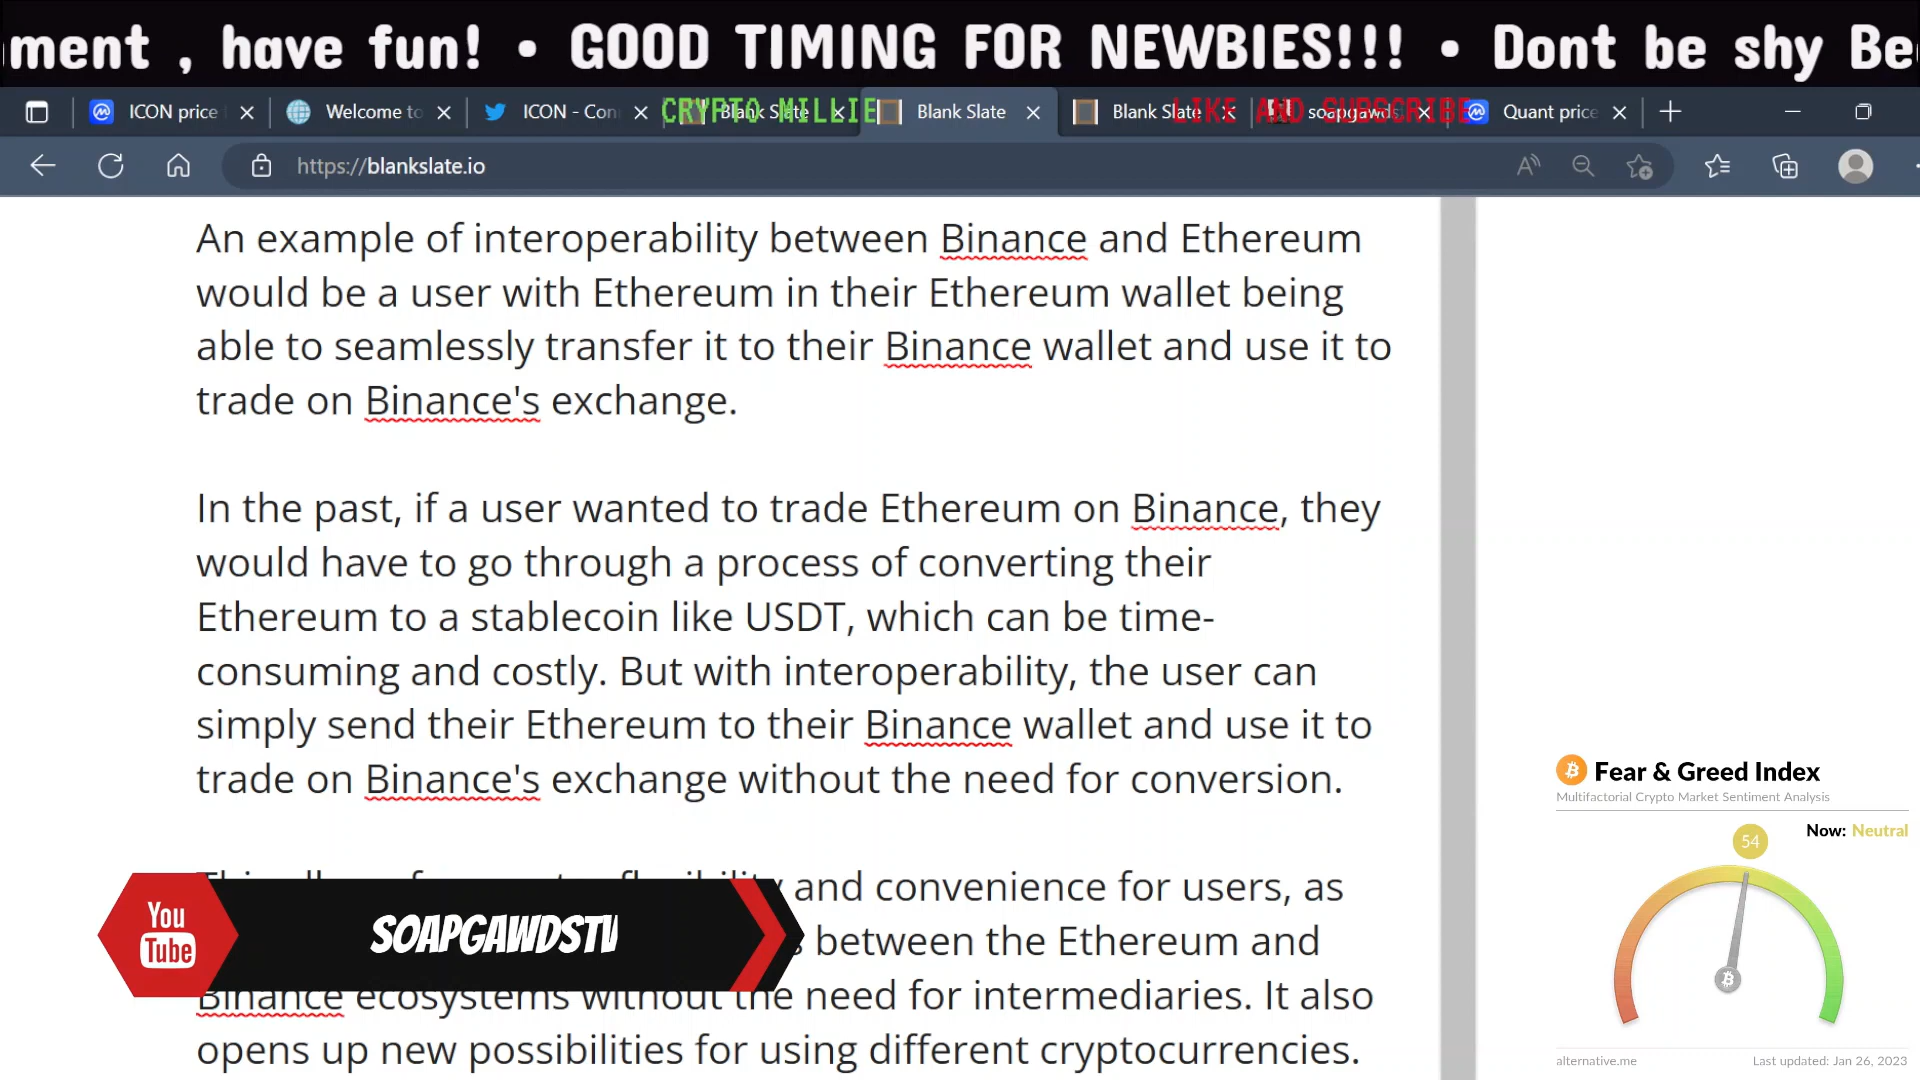 ment , have fun! • GOOD TIMING FOR NEWBIES!!! • Dont be shy Be
ICON price
Welcome to
ICON - Con
CRYPTO MILLIE
Blank Slate
Blank Slate
Blank Slate
LIKE AND SUBSCRIBE
soapgawds
Quant price
https://blankslate.io
An example of interoperability between Binance and Ethereum
would be a user with Ethereum in their Ethereum wallet being
able to seamlessly transfer it to their Binance wallet and use it to
trade on Binance's exchange.
In the past, if a user wanted to trade Ethereum on Binance, they
would have to go through a process of converting their
Ethereum to a stablecoin like USDT, which can be time-
consuming and costly. But with interoperability, the user can
simply send their Ethereum to their Binance wallet and use it to
trade on Binance's exchange without the need for conversion.
and convenience for users, as
between the Ethereum and
Binance ecosystems without the need for intermediaries. It also
opens up new possibilities for using different cryptocurrencies.
You
Tube
SOAPGAWDSTV
Fear & Greed Index
Multifactorial Crypto Market Sentiment Analysis
Now: Neutral
54
alternative.me
Last updated: Jan 26, 2023